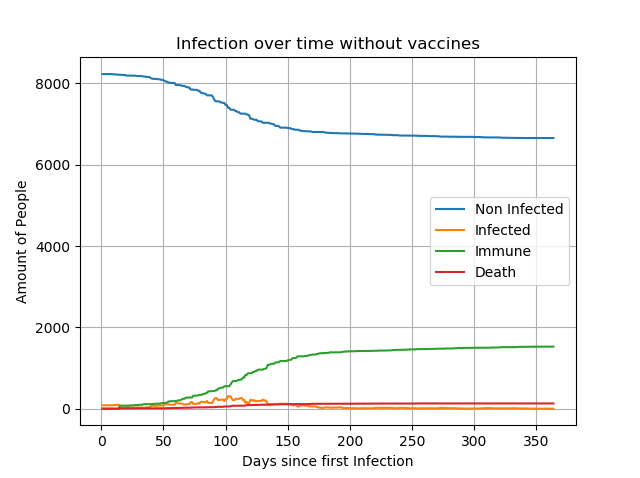 Infection over time without vaccines
Amount of People
8000
6000
4000
2000
0
Non Infected
Infected
Immune
Death
0 50 100 150 200 250 300 350
Days since first Infection